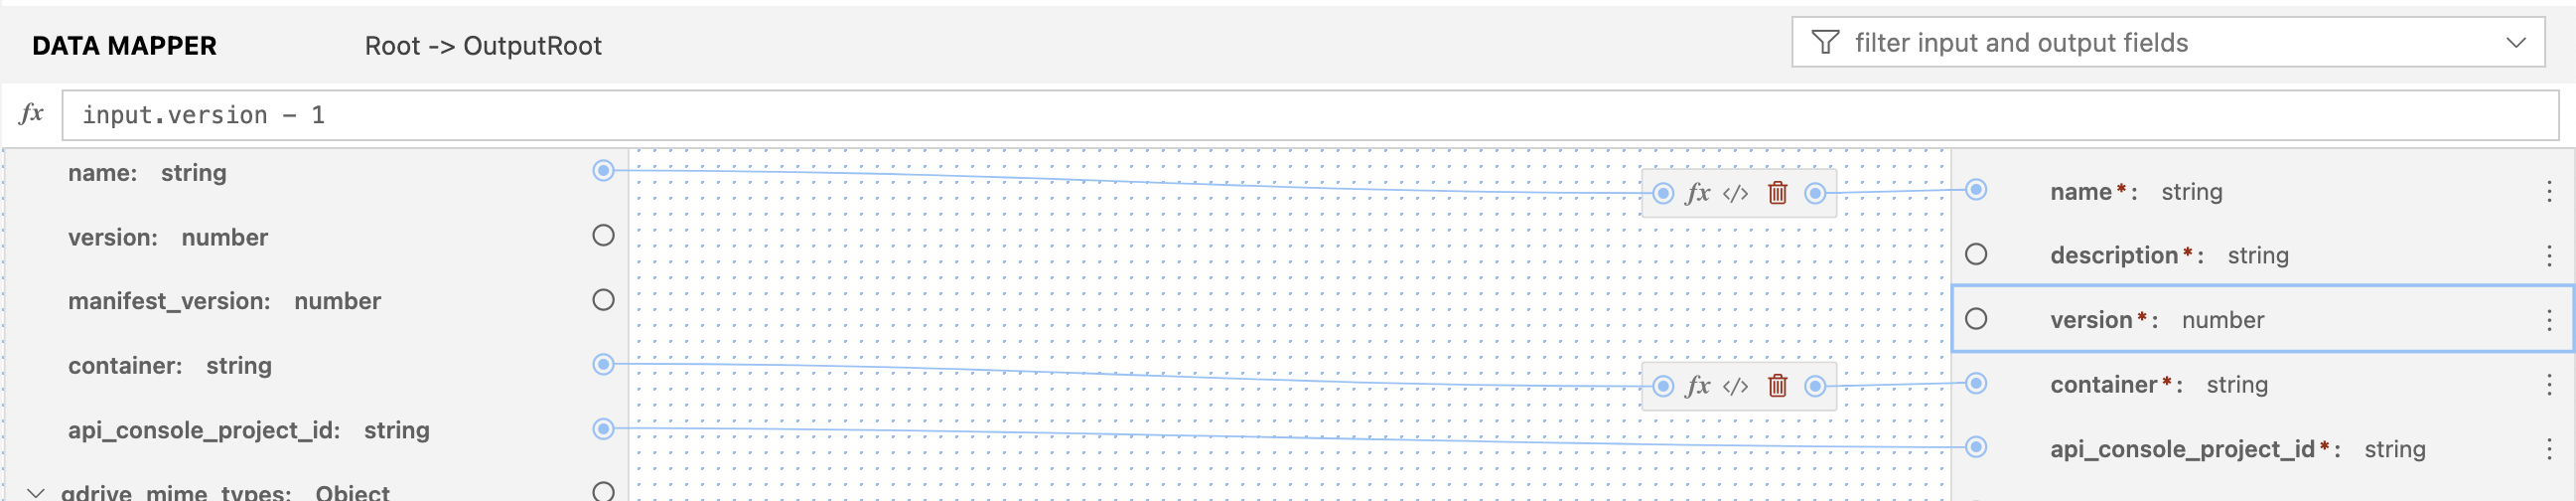 DATA MAPPER Root -> OutputRoot filter input and output fields
fx input.version - 1
name: string fx </> name*: string
version: number description*: string
manifest_version: number version*: number
container: string fx </> container*: string
api_console_project_id: string api_console_project_id*: string
gdrive_mime_types: Object